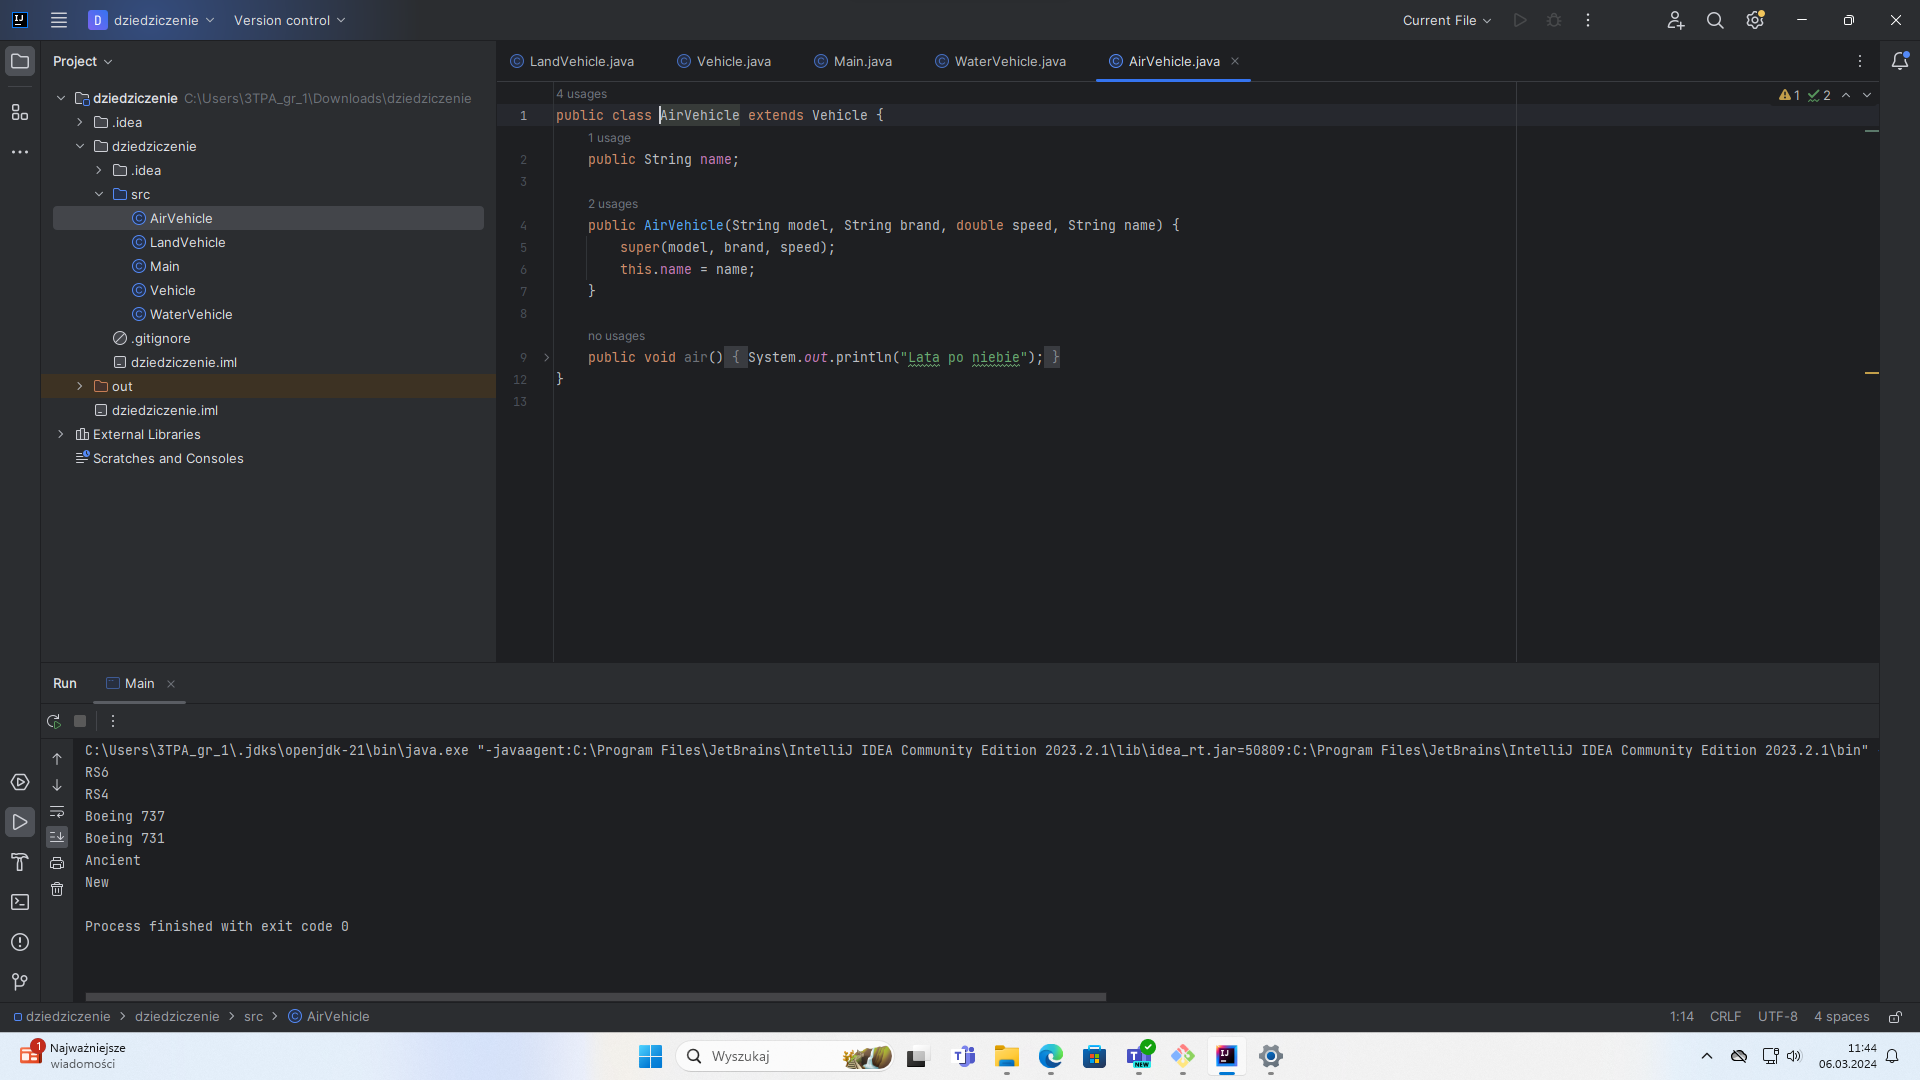 D dziedziczenie Version control Current File
Project LandVehicle.java Vehicle.java Main.java WaterVehicle.java AirVehicle.java
dziedziczenie C:\Users\3TPA_gr_1\Downloads\dziedziczenie
.idea
dziedziczenie
.idea
src
AirVehicle
LandVehicle
Main
Vehicle
WaterVehicle
.gitignore
dziedziczenie.iml
out
dziedziczenie.iml
External Libraries
Scratches and Consoles
4 usages 1 2
1 public class AirVehicle extends Vehicle {
1 usage
2 public String name;
3
2 usages
4 public AirVehicle(String model, String brand, double speed, String name) {
5 super(model, brand, speed);
6 this.name = name;
7 }
8
no usages
9 public void air() { System.out.println("Lata po niebie"); }
12 }
13
Run Main
C:\Users\3TPA_gr_1\.jdks\openjdk-21\bin\java.exe "-javaagent:C:\Program Files\JetBrains\IntelliJ IDEA Community Edition 2023.2.1\lib\idea_rt.jar=50809:C:\Program Files\JetBrains\IntelliJ IDEA Community Edition 2023.2.1\bin"
RS6
RS4
Boeing 737
Boeing 731
Ancient
New
Process finished with exit code 0
dziedziczenie dziedziczenie src AirVehicle 1:14 CRLF UTF-8 4 spaces
1 Najważniejsze
wiadomości
Wyszukaj
NEW
11:44
06.03.2024